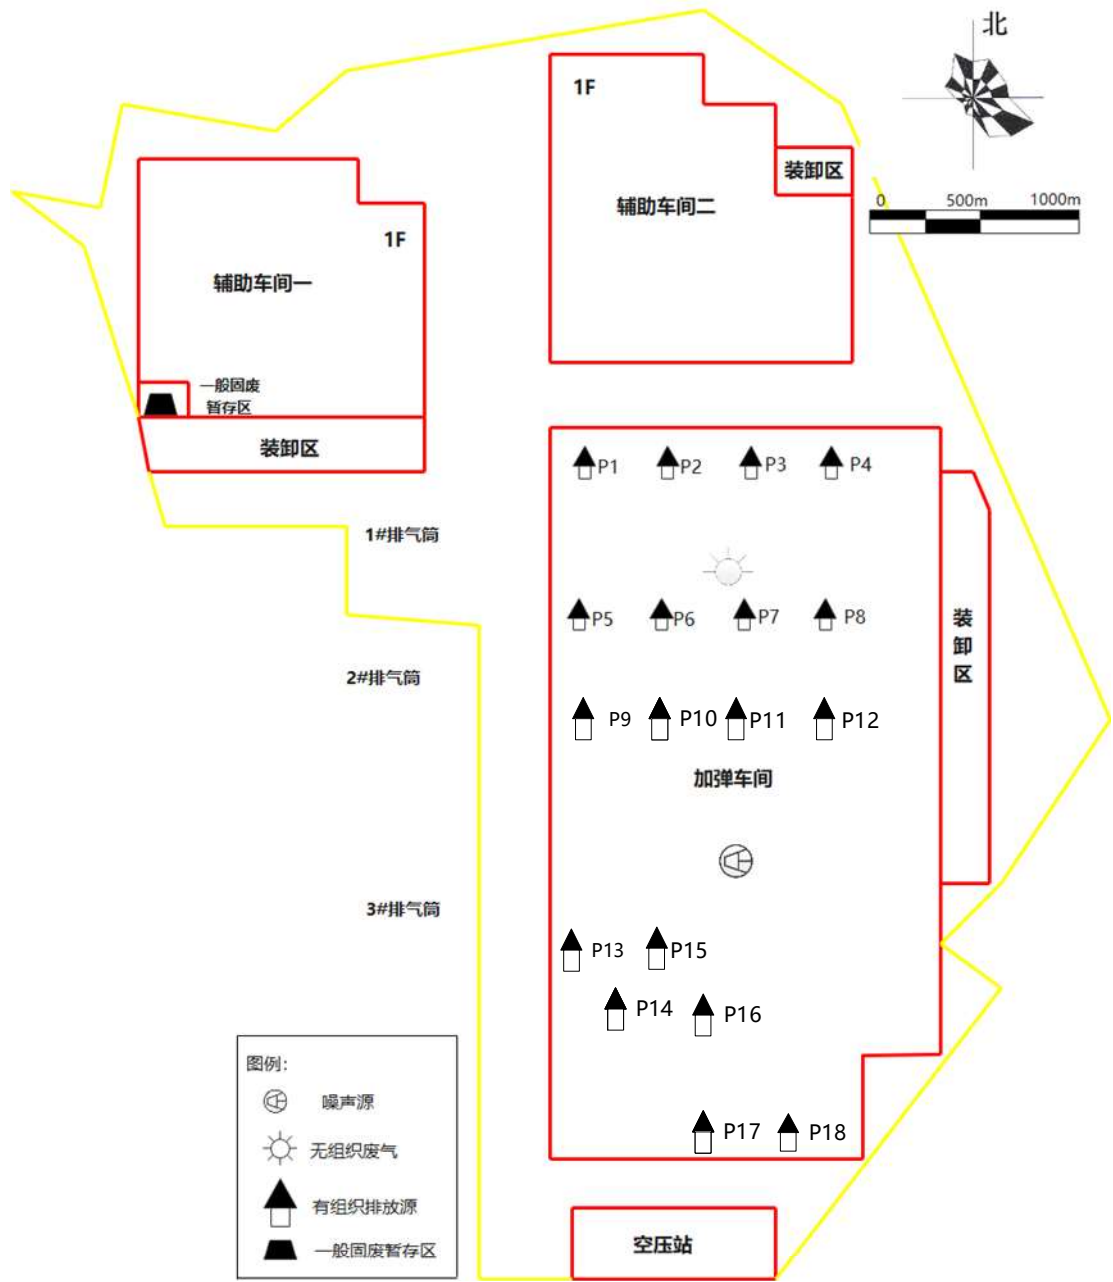 北
1F
装卸区
辅助车间二
0 500m 1000m
1F
辅助车间一
一般固废
暂存区
装卸区
P1 P2 P3 P4
1#排气筒
P5 P6 P7 P8
装卸区
2#排气筒
P9 P10 P11 P12
加弹车间
3#排气筒
P13 P15
P14 P16
图例：
噪声源
无组织废气
有组织排放源
一般固废暂存区
P17 P18
空压站